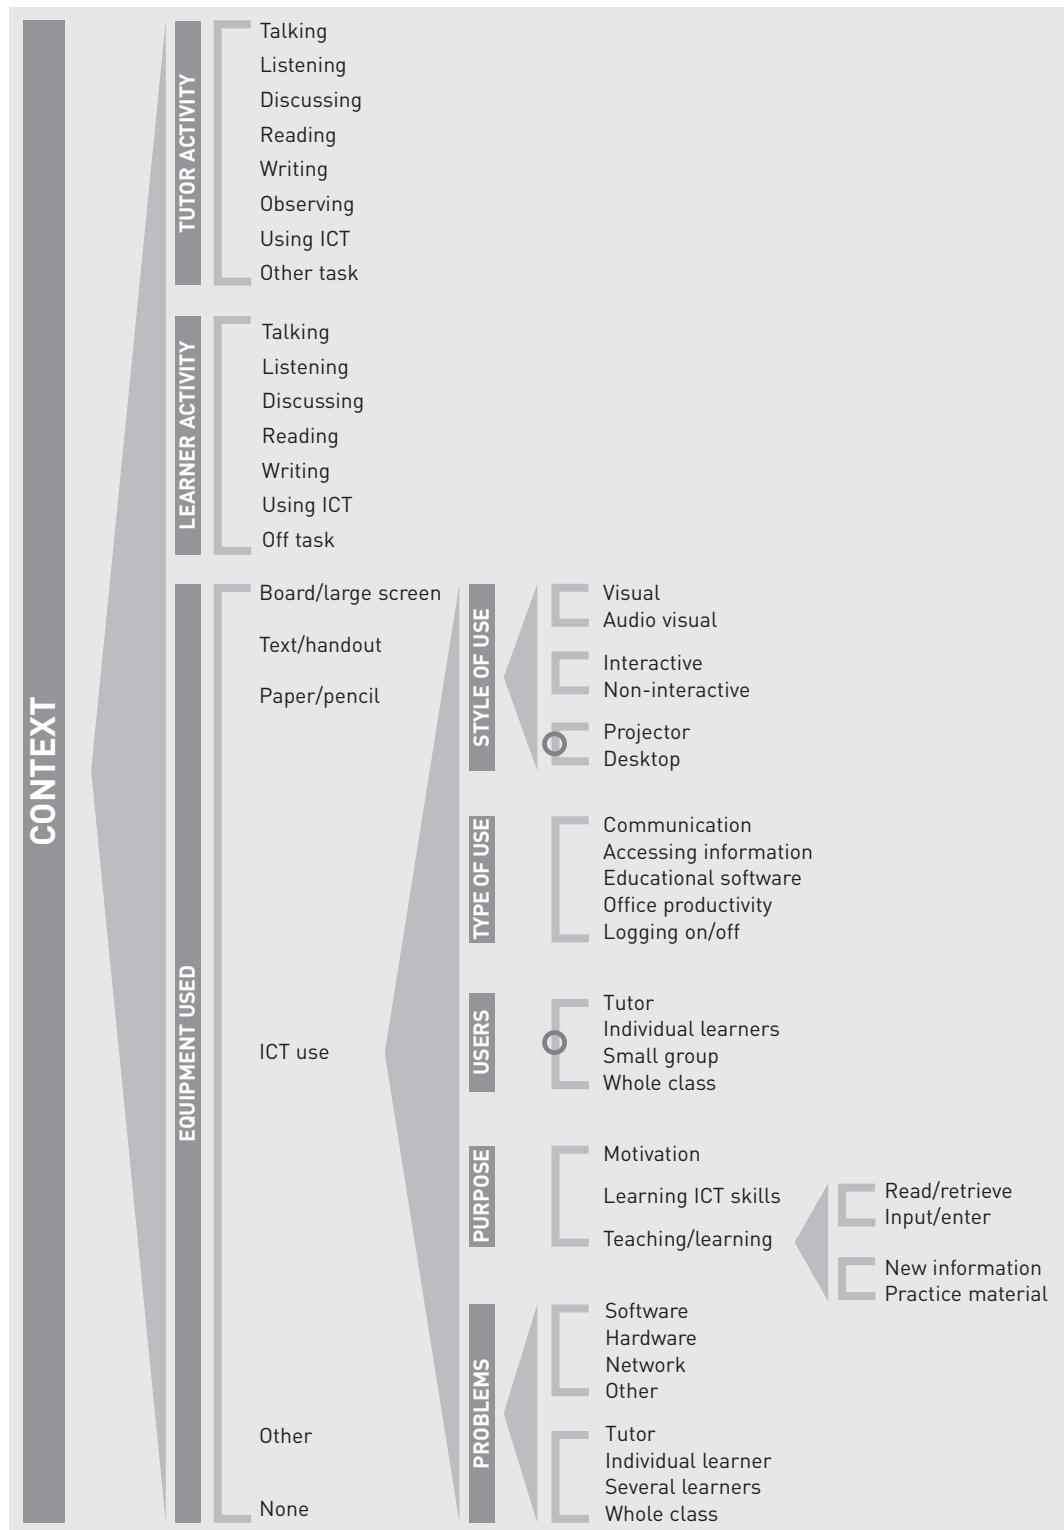 CONTEXT
TUTOR ACTIVITY
Talking
Listening
Discussing
Reading
Writing
Observing
Using ICT
Other task
LEARNER ACTIVITY
Talking
Listening
Discussing
Reading
Writing
Using ICT
Off task
EQUIPMENT USED
Board/large screen
Text/handout
Paper/pencil
ICT use
Other
None
STYLE OF USE
Visual
Audio visual
Interactive
Non-interactive
Projector
Desktop
TYPE OF USE
Communication
Accessing information
Educational software
Office productivity
Logging on/off
USERS
Tutor
Individual learners
Small group
Whole class
PURPOSE
Motivation
Learning ICT skills
Teaching/learning
Read/retrieve
Input/enter
New information
Practice material
PROBLEMS
Software
Hardware
Network
Other
Tutor
Individual learner
Several learners
Whole class